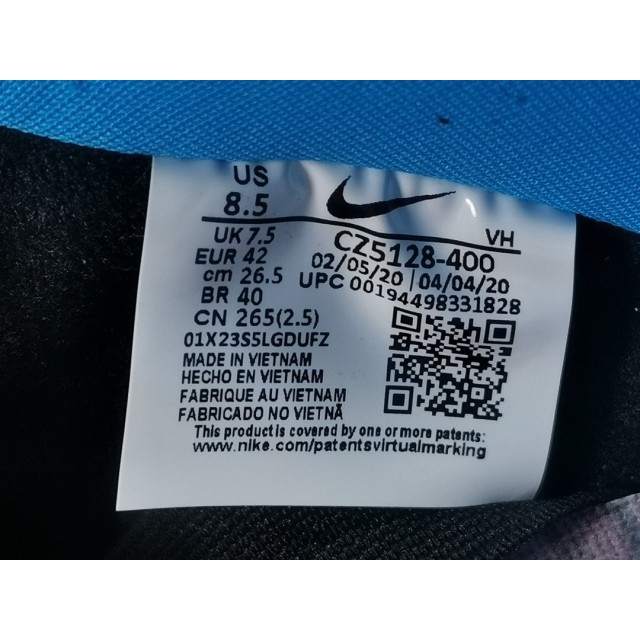 US
8.5
VH
UK 7.5
CZ5128-400
EUR 42
02/05/20 | 04/04/20
cm 26.5
UPC 00194498331828
BR 40
CN 265(2.5)
01X23S5LGDUFZ
MADE IN VIETNAM
HECHO EN VIETNAM
FABRIQUE AU VIETNAM
FABRICADO NO VIETNÃ
This product is covered by one or more patents:
www.nike.com/patentsvirtualmarking